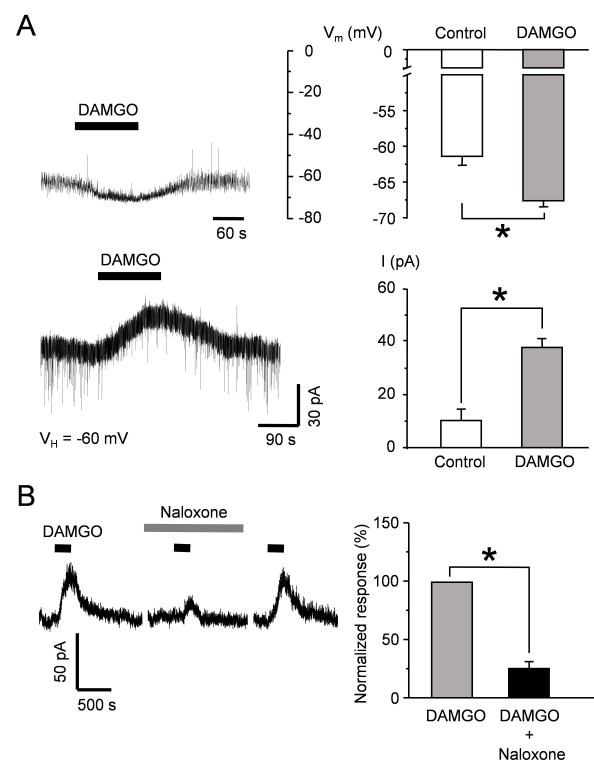 A
DAMGO
60 s
V_m (mV)
0
-20
-40
-60
-80
Control DAMGO
0
-55
-60
-65
-70
*
DAMGO
V_H = -60 mV
90 s
30 pA
I (pA)
60
40
20
0
*
Control DAMGO
B
DAMGO
Naloxone
50 pA
500 s
Normalized response (%)
150
100
50
0
*
DAMGO DAMGO
+
Naloxone